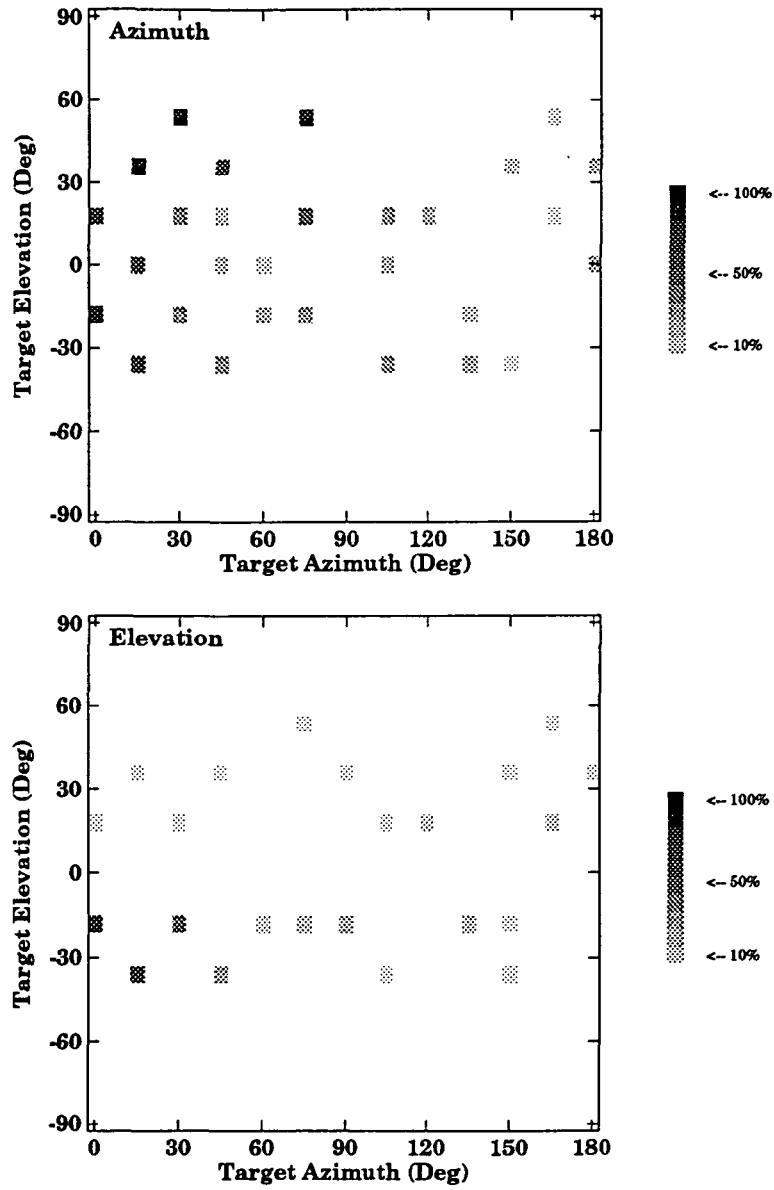 Azimuth
90
60
30
0
-30
-60
-90
Target Elevation (Deg)
0 30 60 90 120 150 180
Target Azimuth (Deg)
<-- 100%
<-- 50%
<-- 10%
Elevation
90
60
30
0
-30
-60
-90
Target Elevation (Deg)
0 30 60 90 120 150 180
Target Azimuth (Deg)
<-- 100%
<-- 50%
<-- 10%